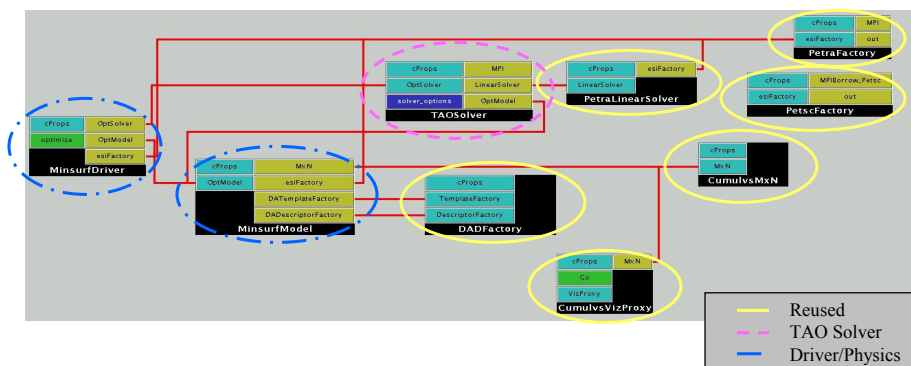 cProps MPI
esiFactory out
PetraFactory
cProps MPI
OptSolver LinearSolver
solver_options OptModel
TAOSolver
cProps esiFactory
LinearSolver
PetraLinearSolver
cProps MPIBorrow_Petsc
esiFactory out
PetscFactory
cProps OptSolver
optimize OptModel
esiFactory
MinsurfDriver
cProps MxN
OptModel esiFactory
DATemplateFactory
DADescriptorFactory
MinsurfModel
cProps
TemplateFactory
DescriptorFactory
DADFactory
cProps
MxN
CumulvsMxN
cProps MxN
Go
VizProxy
CumulvsVizProxy
Reused
TAO Solver
Driver/Physics